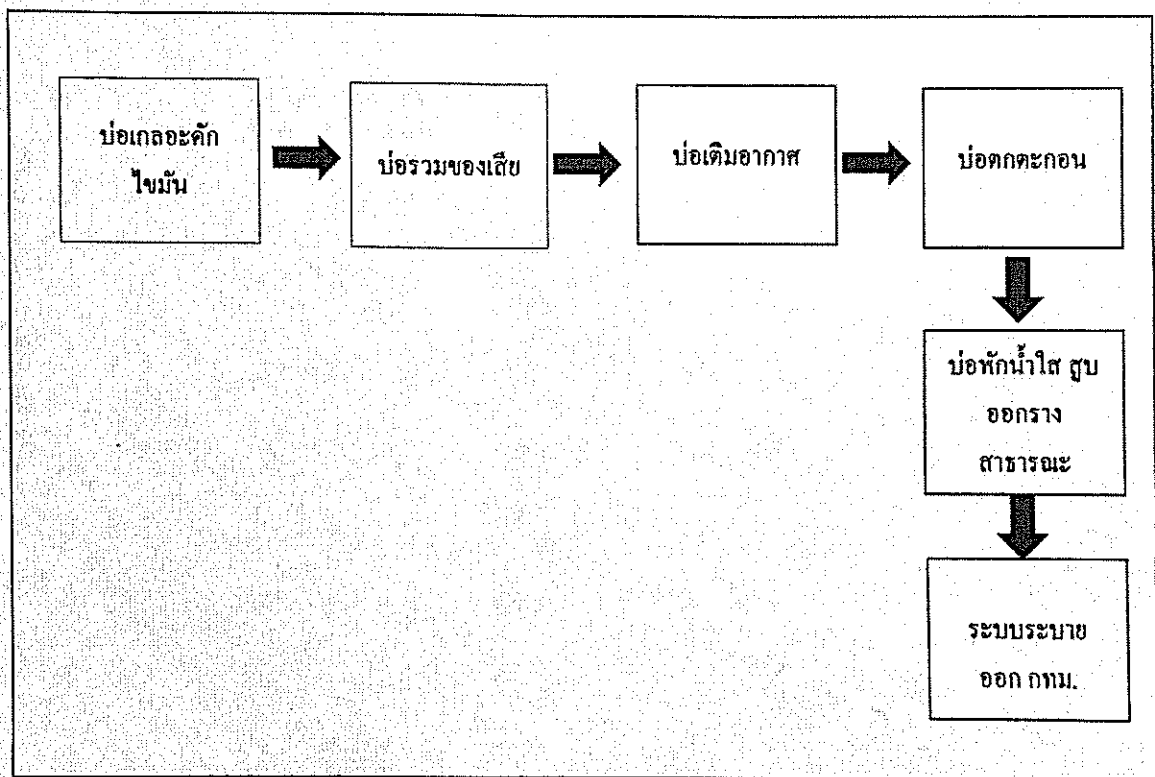 บ่อเกลอะดัก
ไขมัน
บ่อรวมของเสีย
บ่อเติมอากาศ
บ่อตกตะกอน
บ่อพักน้ำใส สูบ
ออกราง
สาธารณะ
ระบบระบาย
ออก กทม.